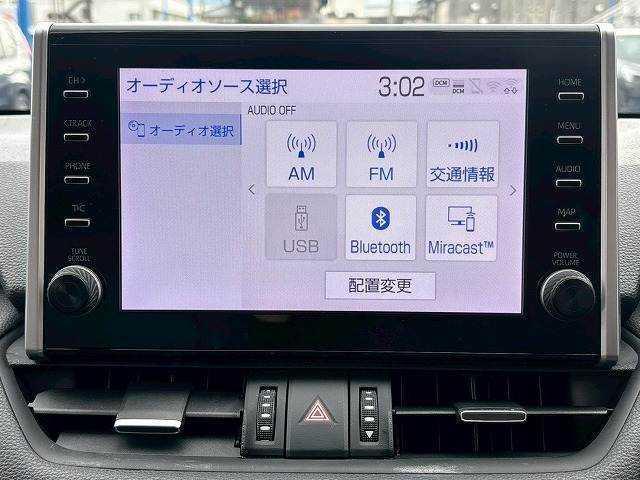 オーディオソース選択
3:02
DCM
DCM
オーディオ選択
AUDIO OFF
AM
FM
交通情報
USB
Bluetooth
Miracast™
配置変更
CH >
<TRACK
PHONE
T/C
TUNE
SCROLL
HOME
MENU
AUDIO
MAP
POWER
VOLUME